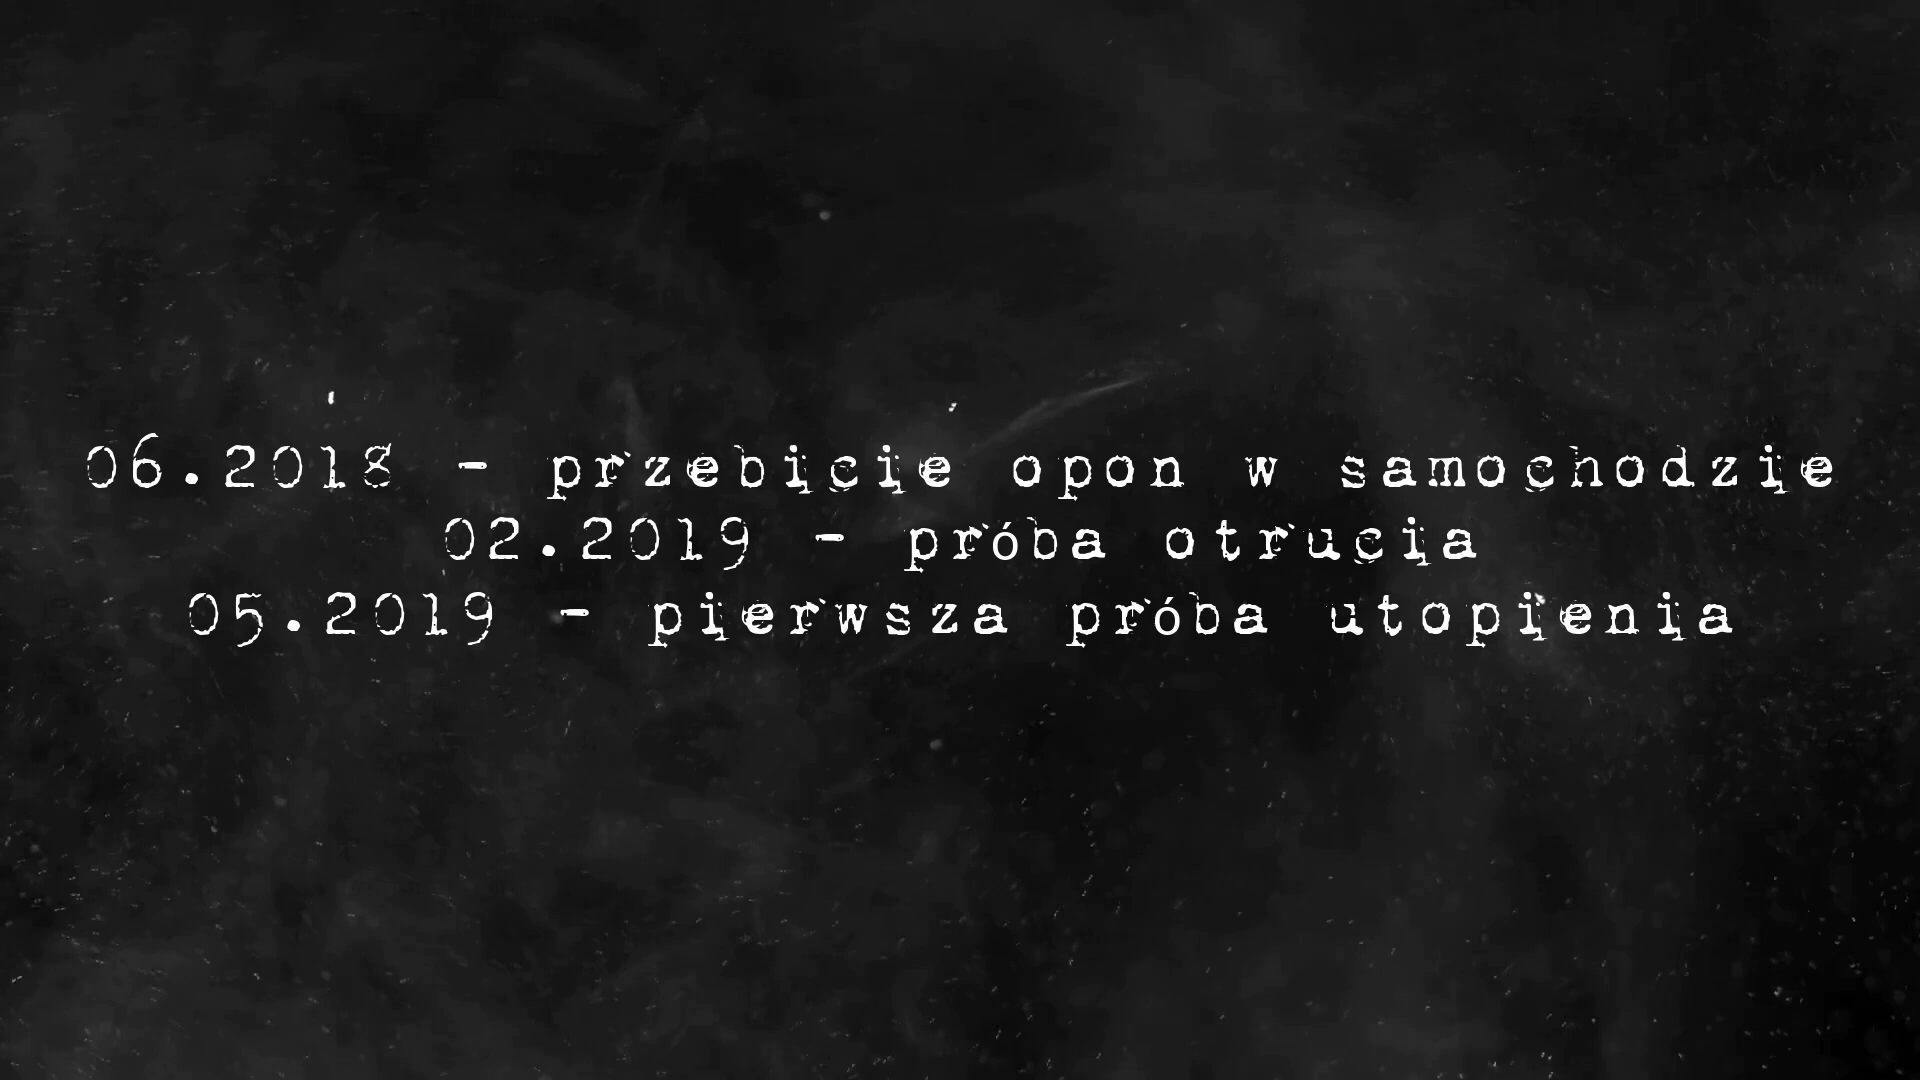 06.2018 - przebicie opon w samochodzie
02.2019 - próba otrucia
05.2019 - pierwsza próba utopienia